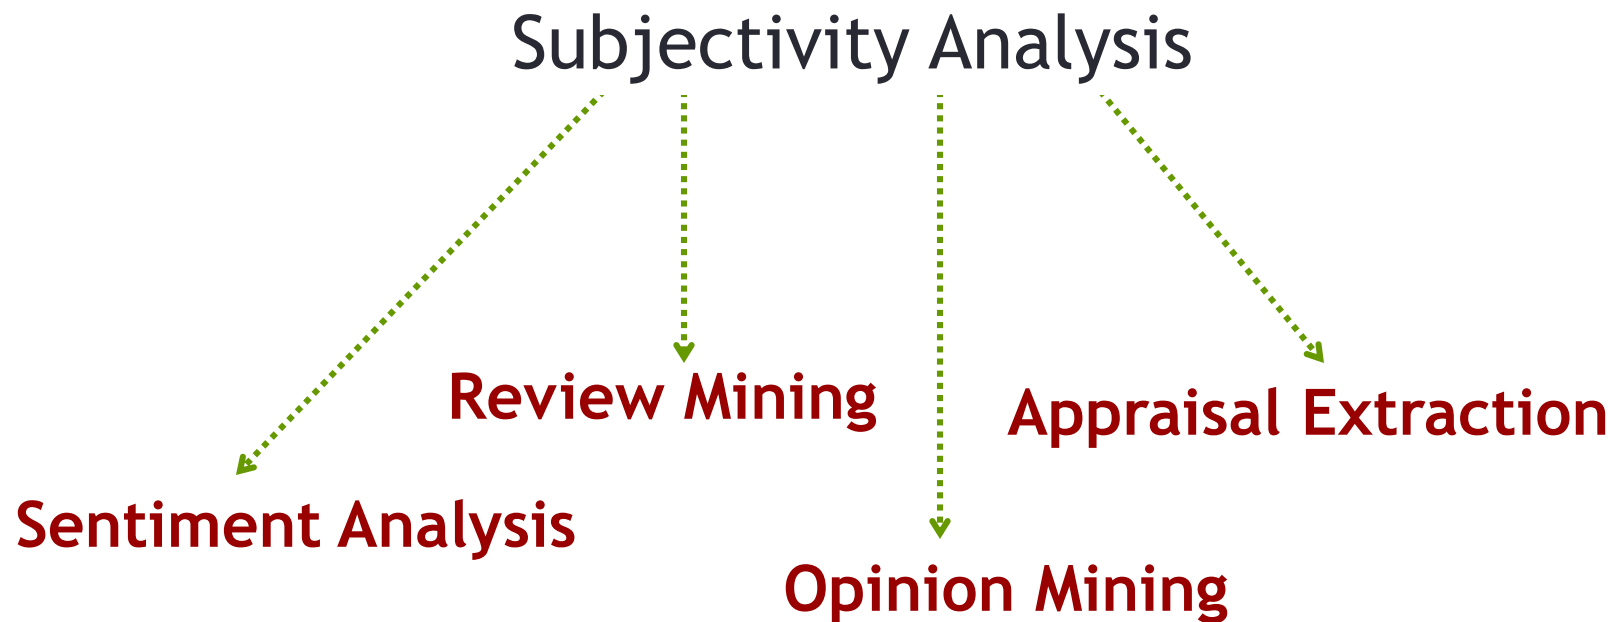 Subjectivity Analysis
Review Mining
Appraisal Extraction
Sentiment Analysis
Opinion Mining